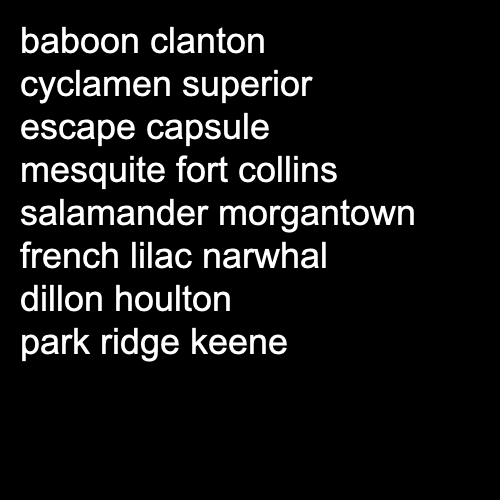 baboon clanton
cyclamen superior
escape capsule
mesquite fort collins
salamander morgantown
french lilac narwhal
dillon houlton
park ridge keene